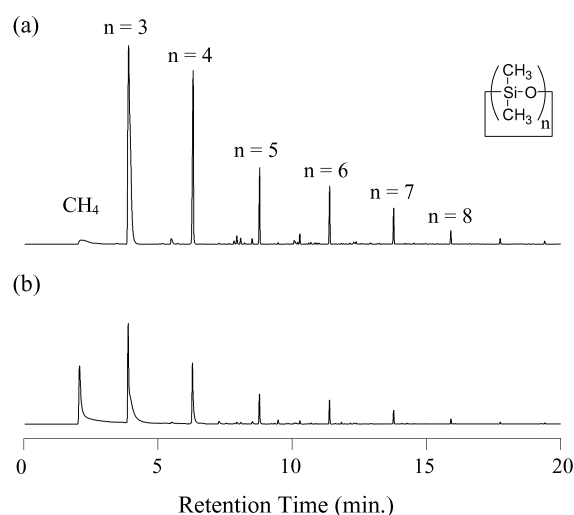 (a)
n = 3
n = 4
CH3
Si O
CH3
n
n = 5
n = 6
n = 7
n = 8
CH4
(b)
0 5 10 15 20
Retention Time (min.)